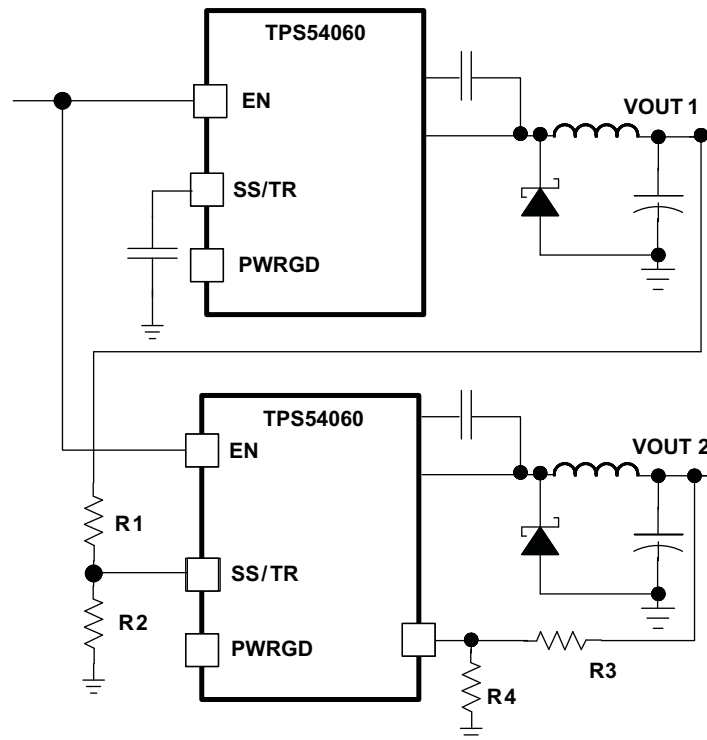 TPS54060
EN
VOUT 1
SS/TR
PWRGD
TPS54060
EN
VOUT 2
R1
SS/TR
R2
PWRGD
R3
R4